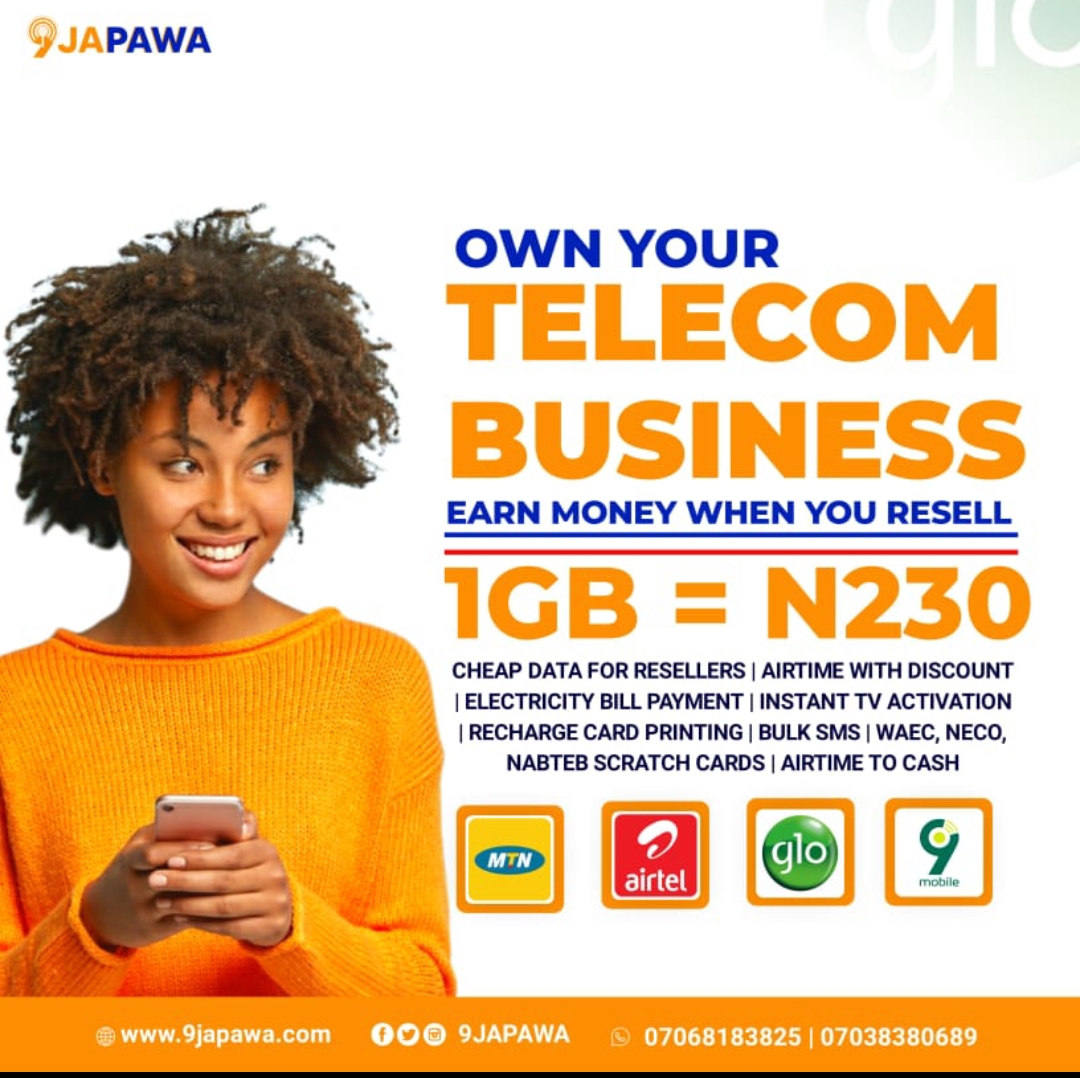 9JAPAWA
glo
OWN YOUR
TELECOM
BUSINESS
EARN MONEY WHEN YOU RESELL
1GB = N230
CHEAP DATA FOR RESELLERS | AIRTIME WITH DISCOUNT
| ELECTRICITY BILL PAYMENT | INSTANT TV ACTIVATION
| RECHARGE CARD PRINTING | BULK SMS | WAEC, NECO,
NABTEB SCRATCH CARDS | AIRTIME TO CASH
MTN
airtel
glo
9
mobile
www.9japawa.com 9JAPAWA 07068183825 | 07038380689